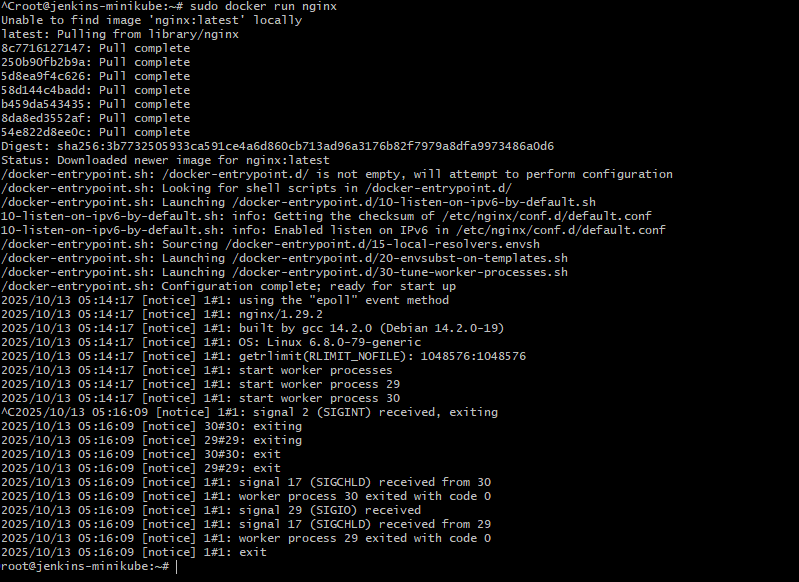 ^Croot@jenkins-minikube:~# sudo docker run nginx
Unable to find image 'nginx:latest' locally
latest: Pulling from library/nginx
8c7716127147: Pull complete
250b90fb2b9a: Pull complete
5d8ea9f4c626: Pull complete
58d144c4badd: Pull complete
b459da543435: Pull complete
8da8ed3552af: Pull complete
54e822d8ee0c: Pull complete
Digest: sha256:3b7732505933ca591ce4a6d860cb713ad96a3176b82f7979a8dfa9973486a0d6
Status: Downloaded newer image for nginx:latest
/docker-entrypoint.sh: /docker-entrypoint.d/ is not empty, will attempt to perform configuration
/docker-entrypoint.sh: Looking for shell scripts in /docker-entrypoint.d/
/docker-entrypoint.sh: Launching /docker-entrypoint.d/10-listen-on-ipv6-by-default.sh
10-listen-on-ipv6-by-default.sh: info: Getting the checksum of /etc/nginx/conf.d/default.conf
10-listen-on-ipv6-by-default.sh: info: Enabled listen on IPv6 in /etc/nginx/conf.d/default.conf
/docker-entrypoint.sh: Sourcing /docker-entrypoint.d/15-local-resolvers.envsh
/docker-entrypoint.sh: Launching /docker-entrypoint.d/20-envsubst-on-templates.sh
/docker-entrypoint.sh: Launching /docker-entrypoint.d/30-tune-worker-processes.sh
/docker-entrypoint.sh: Configuration complete; ready for start up
2025/10/13 05:14:17 [notice] 1#1: using the "epoll" event method
2025/10/13 05:14:17 [notice] 1#1: nginx/1.29.2
2025/10/13 05:14:17 [notice] 1#1: built by gcc 14.2.0 (Debian 14.2.0-19)
2025/10/13 05:14:17 [notice] 1#1: OS: Linux 6.8.0-79-generic
2025/10/13 05:14:17 [notice] 1#1: getrlimit(RLIMIT_NOFILE): 1048576:1048576
2025/10/13 05:14:17 [notice] 1#1: start worker processes
2025/10/13 05:14:17 [notice] 1#1: start worker process 29
2025/10/13 05:14:17 [notice] 1#1: start worker process 30
^C2025/10/13 05:16:09 [notice] 1#1: signal 2 (SIGINT) received, exiting
2025/10/13 05:16:09 [notice] 30#30: exiting
2025/10/13 05:16:09 [notice] 29#29: exiting
2025/10/13 05:16:09 [notice] 30#30: exit
2025/10/13 05:16:09 [notice] 29#29: exit
2025/10/13 05:16:09 [notice] 1#1: signal 17 (SIGCHLD) received from 30
2025/10/13 05:16:09 [notice] 1#1: worker process 30 exited with code 0
2025/10/13 05:16:09 [notice] 1#1: signal 29 (SIGIO) received
2025/10/13 05:16:09 [notice] 1#1: signal 17 (SIGCHLD) received from 29
2025/10/13 05:16:09 [notice] 1#1: worker process 29 exited with code 0
2025/10/13 05:16:09 [notice] 1#1: exit
root@jenkins-minikube:~#